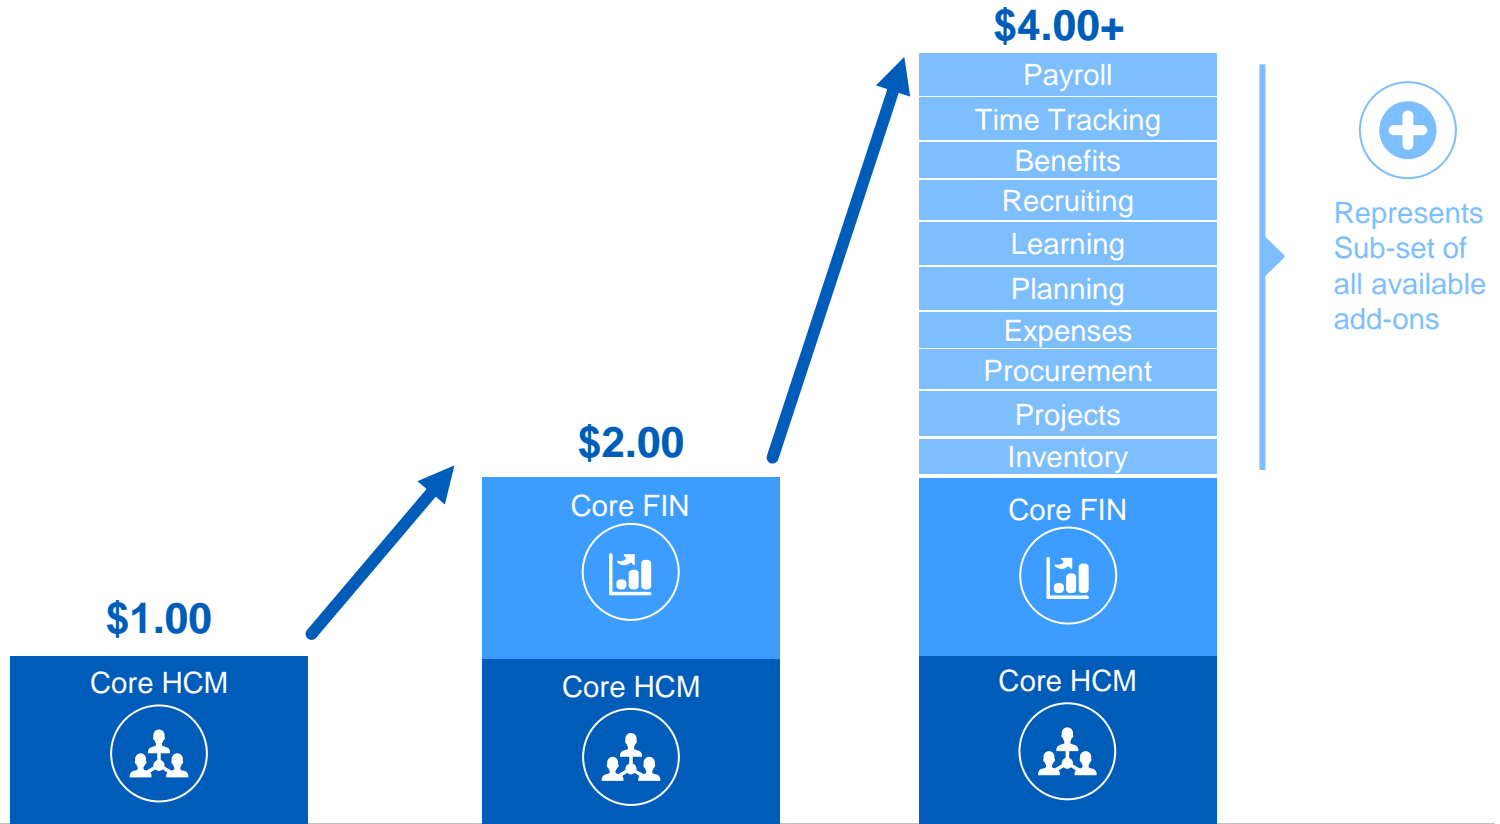 $1.00
Core HCM
$2.00
Core FIN
Core HCM
$4.00+
Payroll
Time Tracking
Benefits
Recruiting
Learning
Planning
Expenses
Procurement
Projects
Inventory
Core FIN
Core HCM
Represents
Sub-set of
all available
add-ons